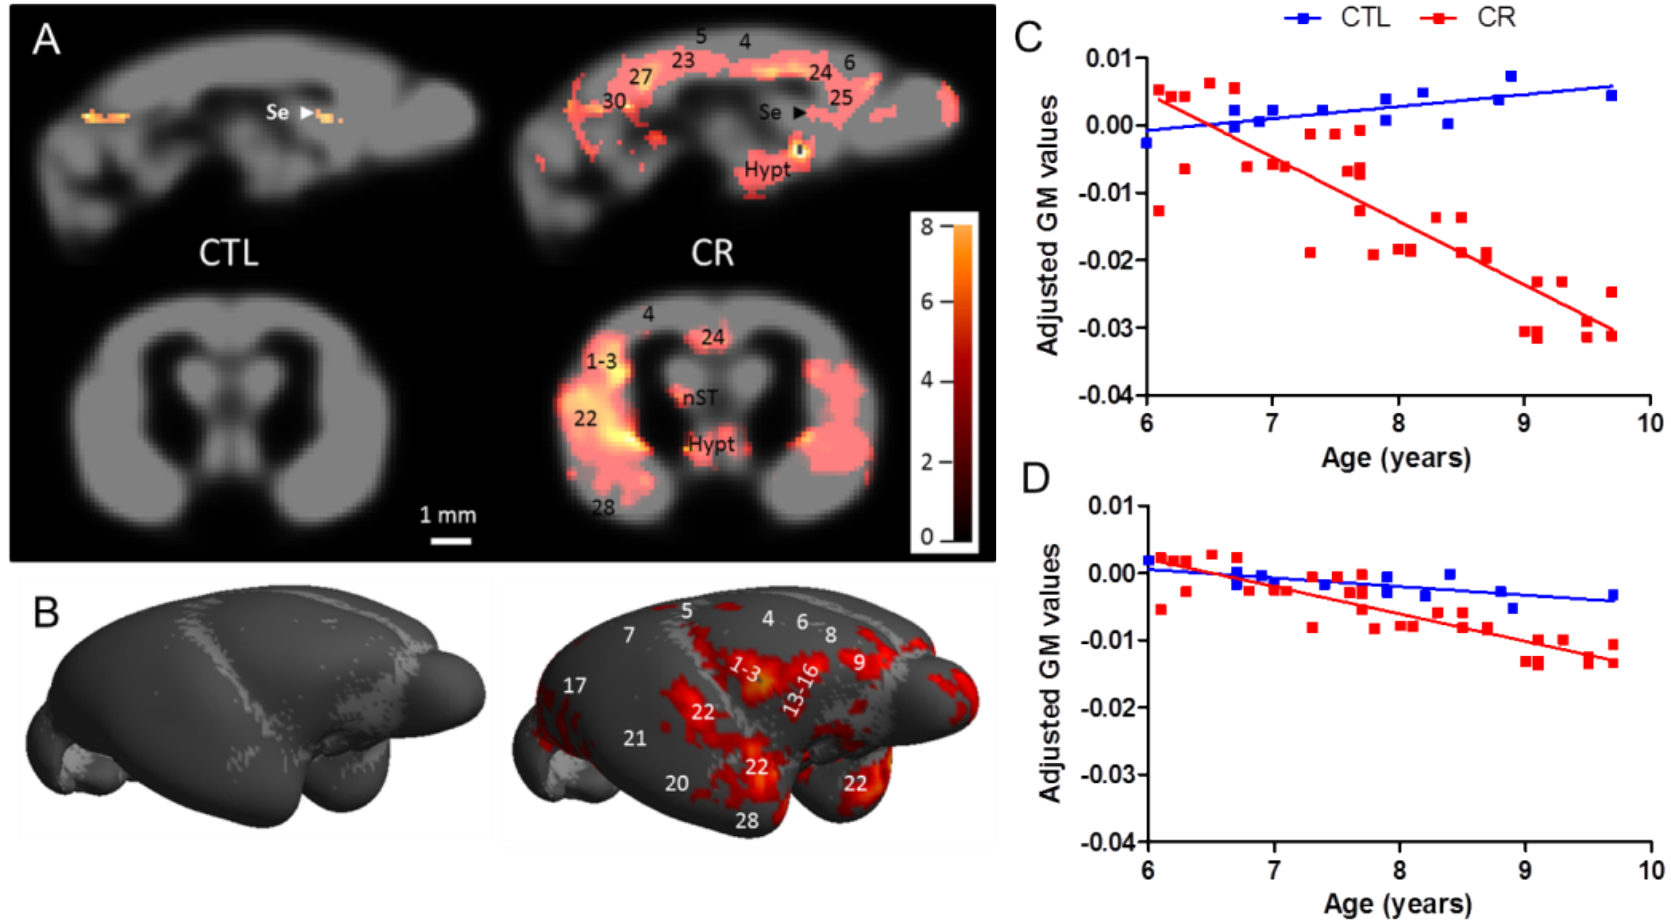 A
5
4
23
6
27
24
30
25
Se
Se
Hypt
CTL
CR
8
6
4
2
0
4
24
1-3
nST
22
Hypt
28
1 mm
B
5
4
6
7
8
1-3
9
13-16
17
22
21
22
20
22
28
CTL CR
C
0.01
0.00
-0.01
-0.02
-0.03
-0.04
Adjusted GM values
6 7 8 9 10
Age (years)
D
0.01
0.00
-0.01
-0.02
-0.03
-0.04
Adjusted GM values
6 7 8 9 10
Age (years)